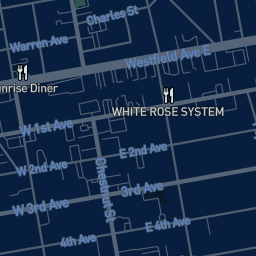 Charles St
Warren Ave
Westfield Ave E
unrise Diner
WHITE ROSE SYSTEM
W 1st Ave
E 2nd Ave
W 2nd Ave
Chestnut St
3rd Ave
W 3rd Ave
E 4th Ave
4th Ave